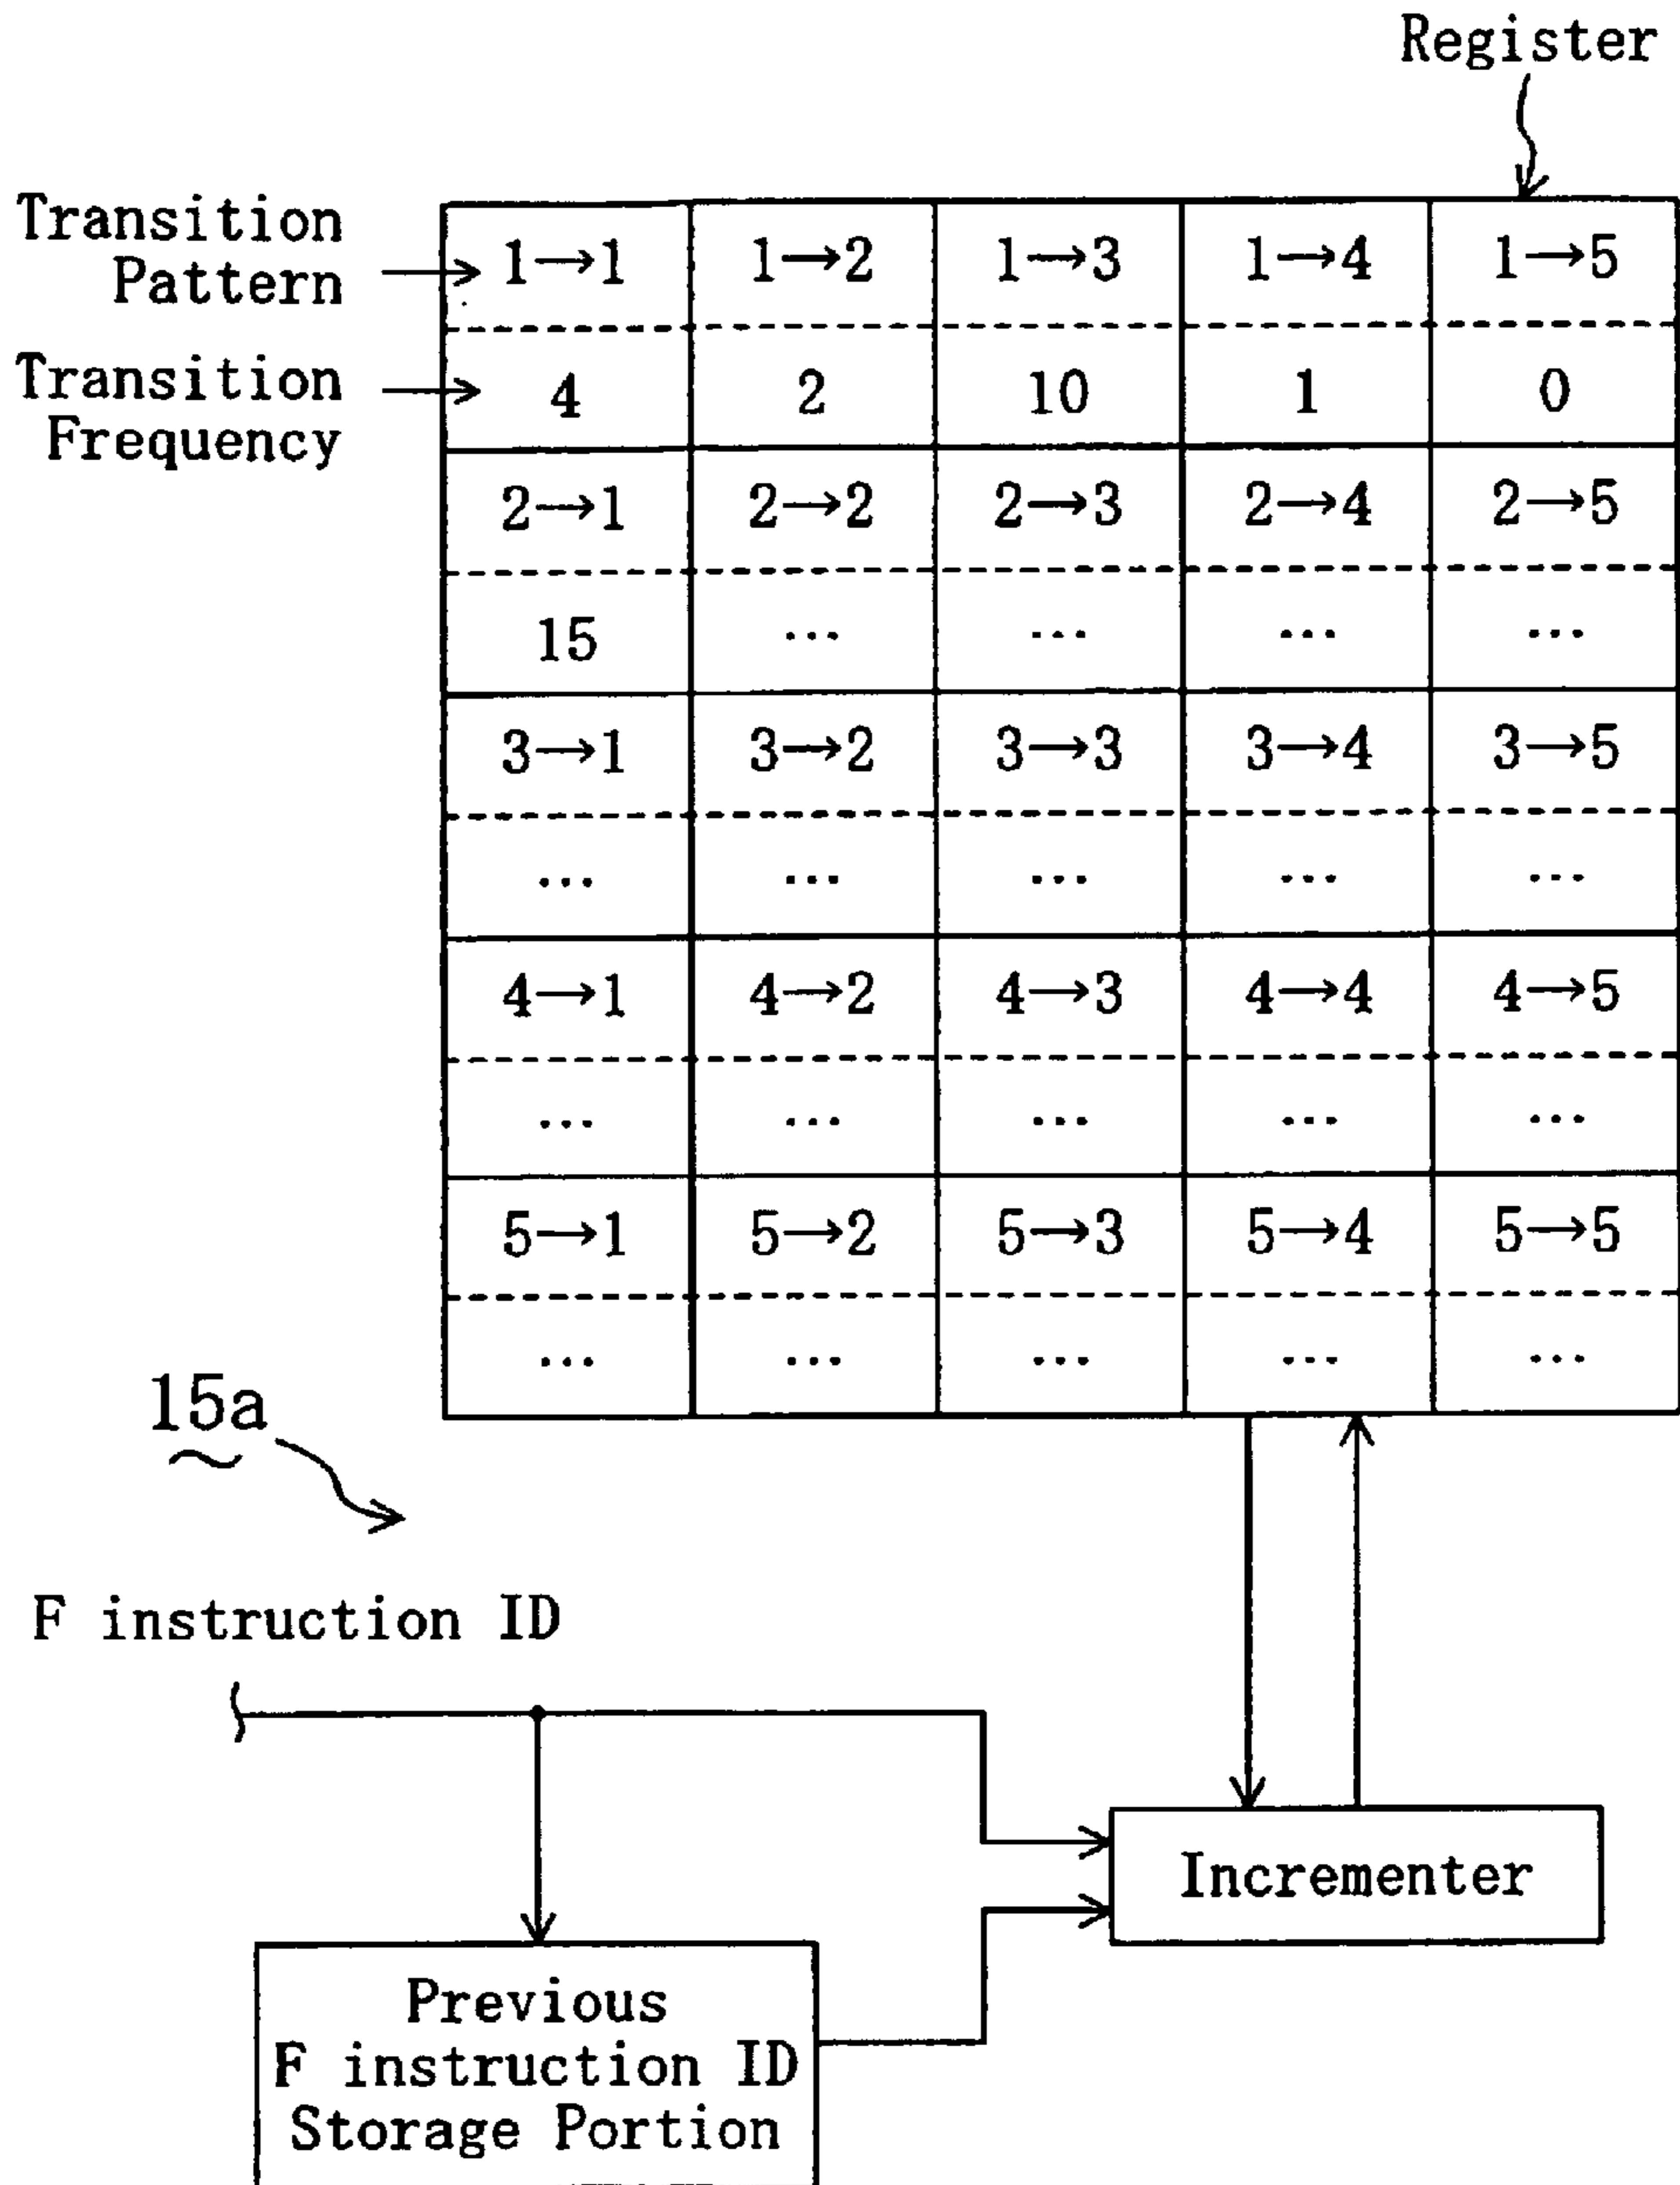 Register
Transition
Pattern
1→1 1→2 1→3 1→4 1→5
Transition
Frequency
4 2 10 1 0
2→1 2→2 2→3 2→4 2→5
15 ... ... ... ...
3→1 3→2 3→3 3→4 3→5
... ... ... ... ...
4→1 4→2 4→3 4→4 4→5
... ... ... ... ...
5→1 5→2 5→3 5→4 5→5
... ... ... ... ...
15a
F instruction ID
Incrementer
Previous
F instruction ID
Storage Portion